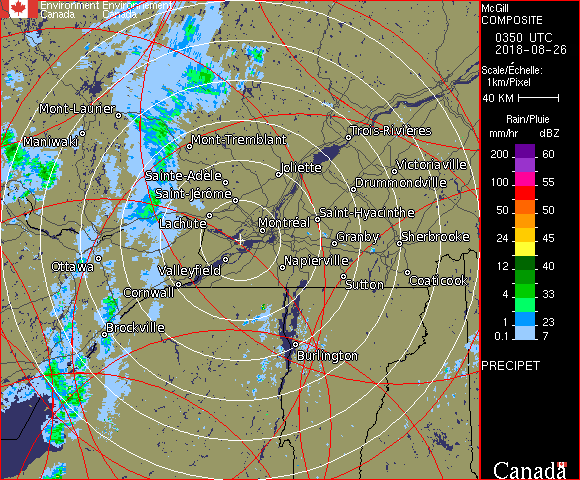 Environment Environnement
Canada Canada
Mont-Laurier
Maniwaki
Mont-Tremblant
Trois-Rivières
Sainte-Adèle
Joliette
Victoriaville
Saint-Jérôme
Drummondville
Lachute
Montréal
Saint-Hyacinthe
Granby
Sherbrooke
Ottawa
Valleyfield
Napierville
Cornwall
Sutton
Coaticook
Brockville
Burlington
McGill
COMPOSITE
0350 UTC
2018-08-26
Scale/Échelle:
1km/Pixel
40 KM
Rain/Pluie
mm/hr dBZ
200 60
100 55
50 50
24 45
12 40
4 33
1 23
0.1 7
PRECIPET
Canada